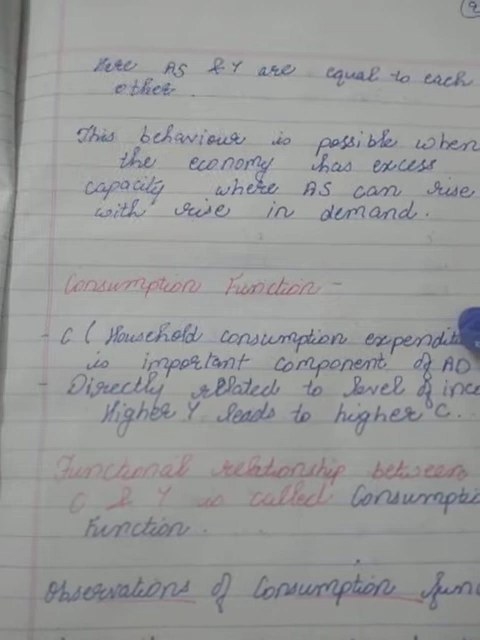 Here AS & Y are equal to each
other.
This behaviour is possible when
the economy has excess
capacity where AS can rise
with rise in demand.
Consumption Function -
- C ( Household consumption expendit
is important component of AD
- Directly related to level of inco
Higher Y leads to higher C.
Functional relationship between
C & Y is called Consumptio
Function.
Observations of Consumption func